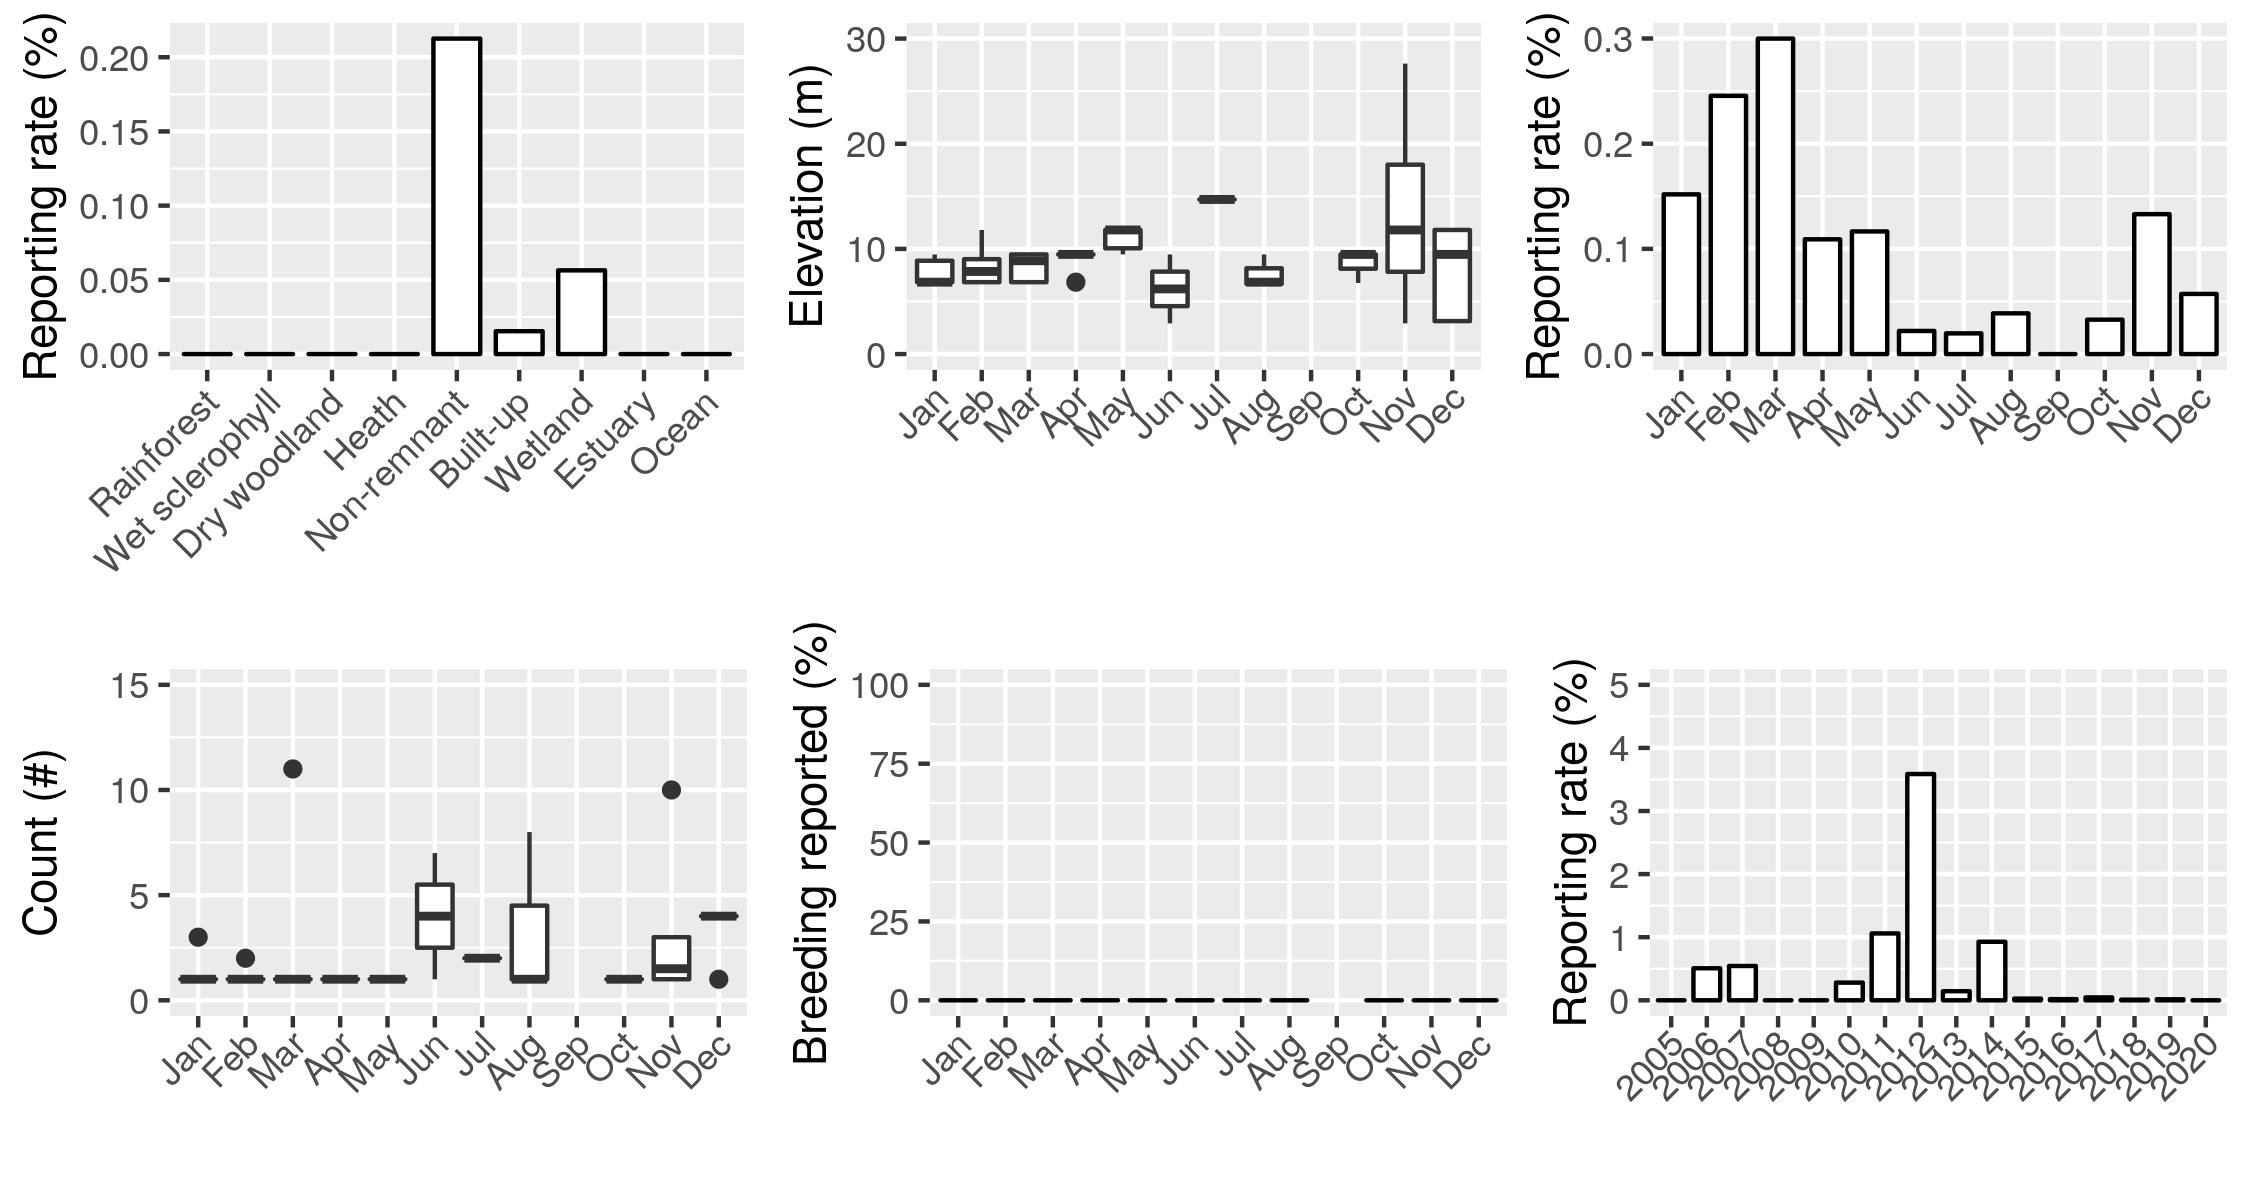 Reporting rate (%)
0.20
0.15
0.10
0.05
0.00
Rainforest
Wet sclerophyll
Dry woodland
Heath
Non-remnant
Built-up
Wetland
Estuary
Ocean
Elevation (m)
30
20
10
0
Jan
Feb
Mar
Apr
May
Jun
Jul
Aug
Sep
Oct
Nov
Dec
Reporting rate (%)
0.3
0.2
0.1
0.0
Jan
Feb
Mar
Apr
May
Jun
Jul
Aug
Sep
Oct
Nov
Dec
Count (#)
15
10
5
0
Jan
Feb
Mar
Apr
May
Jun
Jul
Aug
Sep
Oct
Nov
Dec
Breeding reported (%)
100
75
50
25
0
Jan
Feb
Mar
Apr
May
Jun
Jul
Aug
Sep
Oct
Nov
Dec
Reporting rate (%)
5
4
3
2
1
0
2005
2006
2007
2008
2009
2010
2011
2012
2013
2014
2015
2016
2017
2018
2019
2020